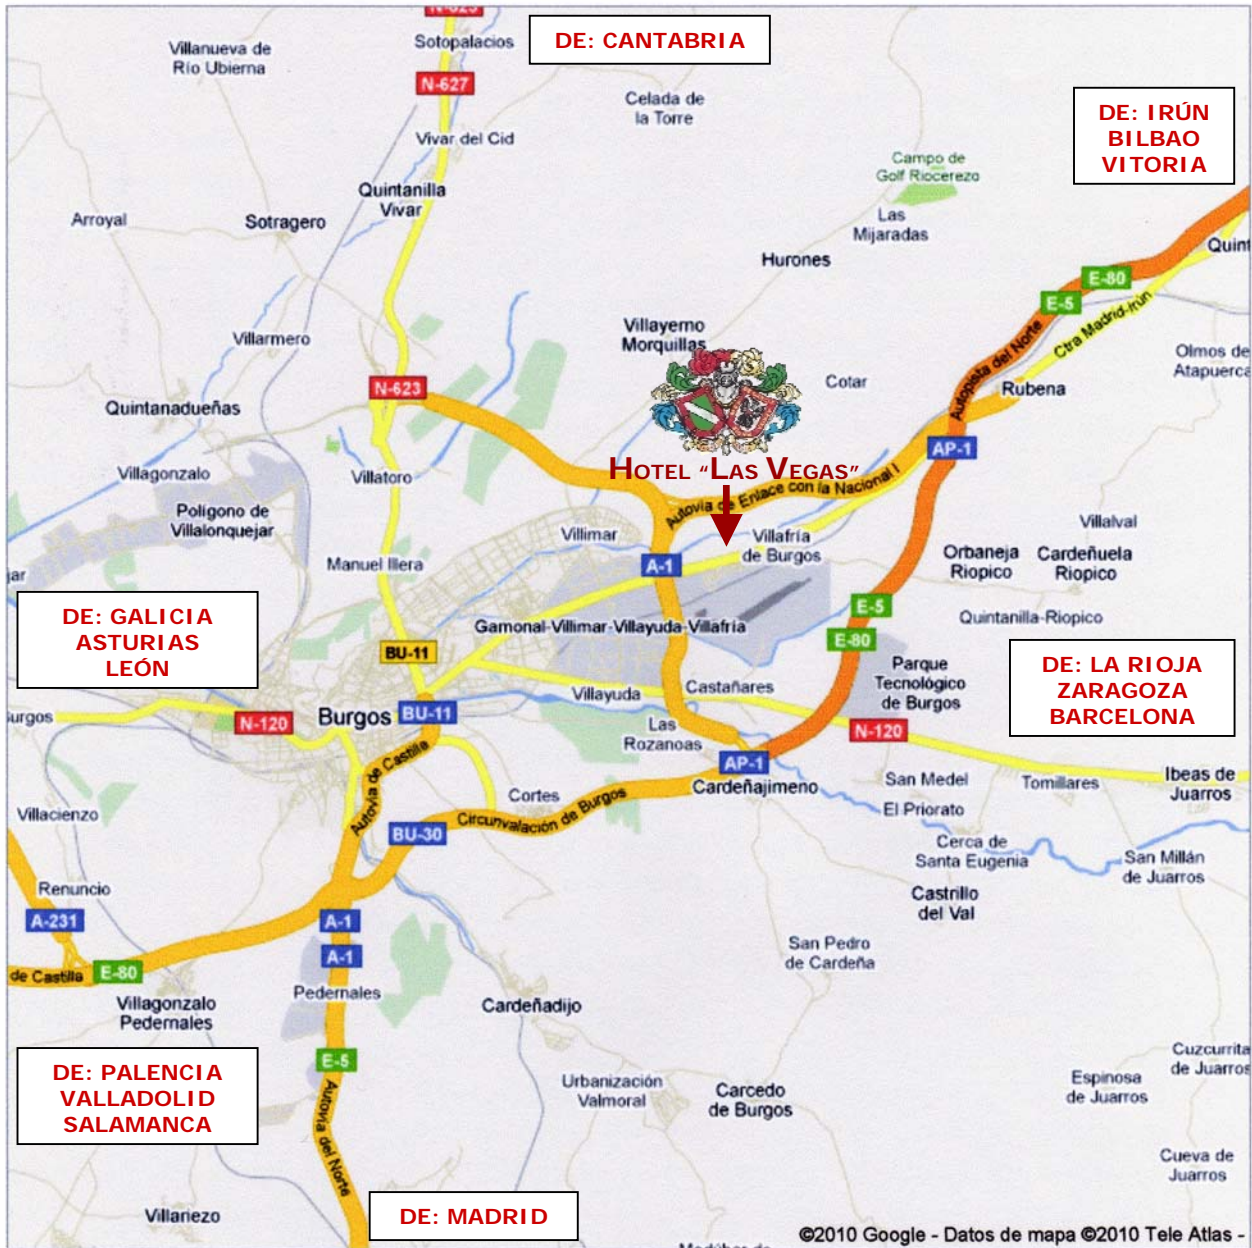 N-623
Sotopalacios
DE: CANTABRIA
Villanueva de
Río Ubierna
N-627
Celada de
la Torre
DE: IRÚN
BILBAO
VITORIA
Vivar del Cid
Campo de
Golf Riocerezo
Quintanilla
Vivar
Arroyal
Sotragero
Las
Mijaradas
Quint
Hurones
E-80
E-5
Ctra Madrid-Irún
Autopista del Norte
Villarmero
Villayerno
Morquillas
Olmos de
Atapuerca
Cotar
Rubena
N-623
Quintanadueñas
AP-1
Villagonzalo
Villatoro
HOTEL “LAS VEGAS”
Autovia de Enlace con la Nacional I
Polígono de
Villalonquejar
Villimar
Villafría
de Burgos
Villalval
Manuel Illera
A-1
Orbaneja
Riopico
Cardeñuela
Riopico
jar
DE: GALICIA
ASTURIAS
LEÓN
E-5
Quintanilla-Riopico
Gamonal-Villimar-Villayuda-Villafría
E-80
BU-11
DE: LA RIOJA
ZARAGOZA
BARCELONA
Parque
Tecnológico
de Burgos
Villayuda
Castañares
Burgos
N-120
Burgos
BU-11
Las
Rozanoas
N-120
Autovia de Castilla
AP-1
Cardeñajimeno
San Medel
Tomillares
Ibeas de
Juarros
Cortes
Circunvalación de Burgos
El Priorato
Villacienzo
BU-30
Cerca de
Santa Eugenia
San Millán
de Juarros
Renuncio
Castrillo
del Val
A-231
A-1
San Pedro
de Cardeña
A-1
de Castilla
E-80
Pedernales
Villagonzalo
Pedernales
Cardeñadijo
E-5
DE: PALENCIA
VALLADOLID
SALAMANCA
Autovia del Norte
Urbanización
Valmoral
Carcedo
de Burgos
Cuzcurrita
de Juarros
Espinosa
de Juarros
Cueva de
Juarros
Villariezo
DE: MADRID
©2010 Google - Datos de mapa ©2010 Tele Atlas -